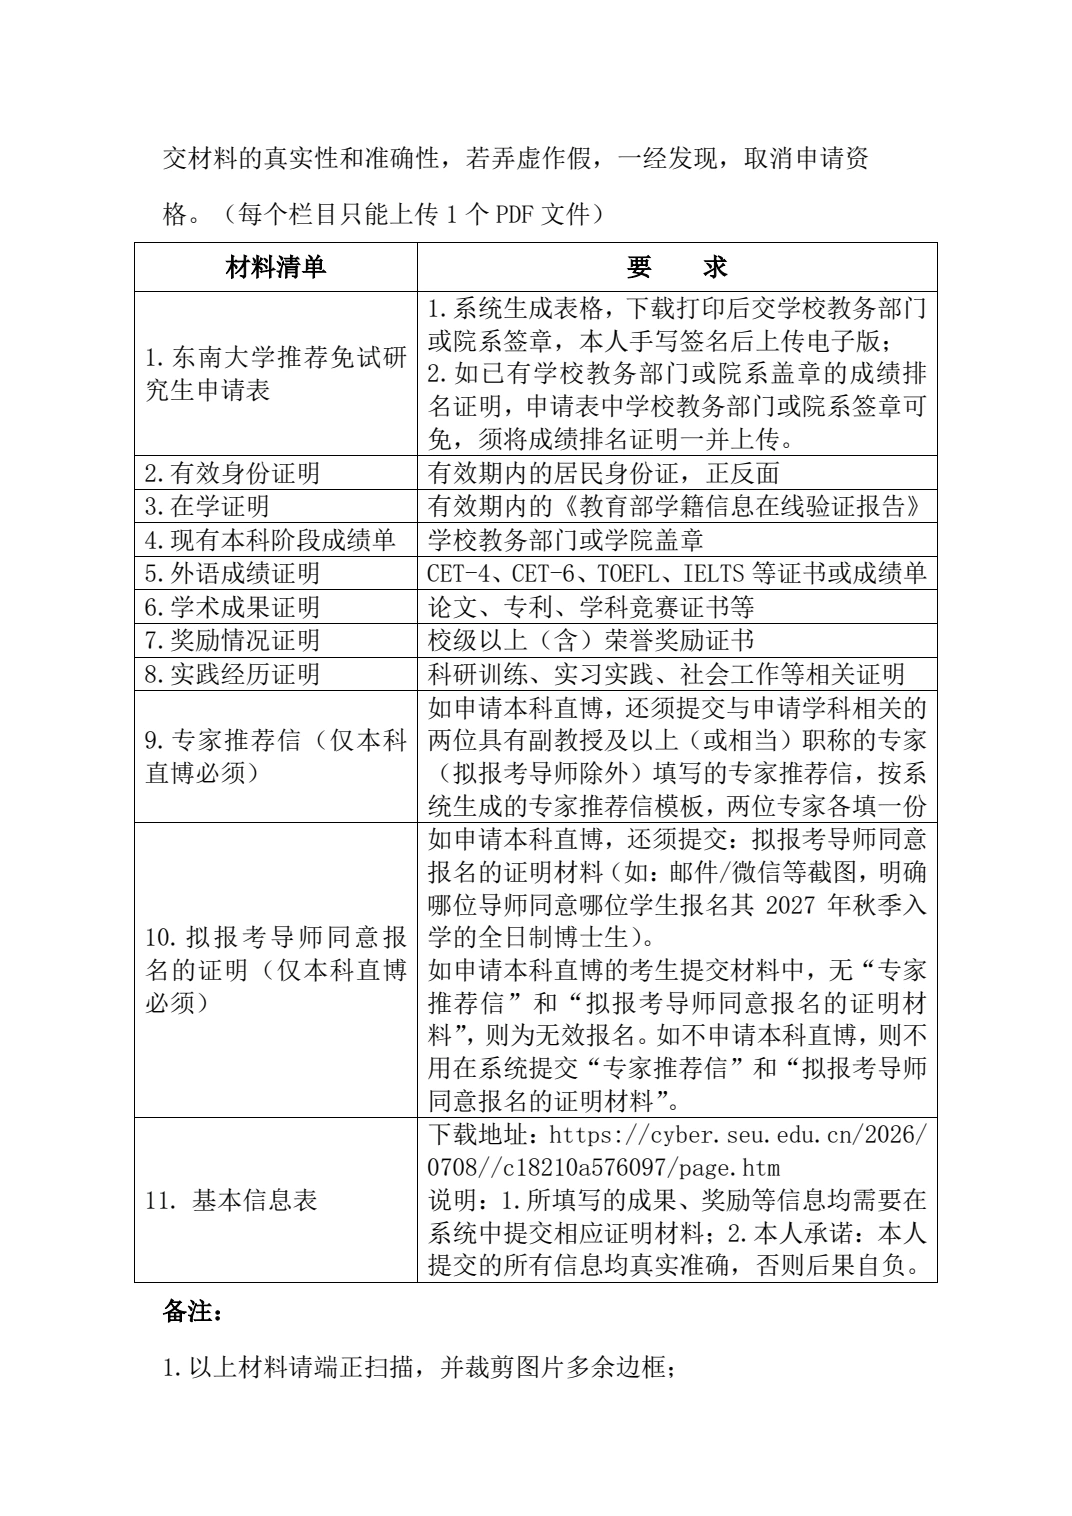 交材料的真实性和准确性，若弄虚作假，一经发现，取消申请资
格。（每个栏目只能上传 1 个 PDF 文件）
材料清单
要 求
1.东南大学推荐免试研
究生申请表
1.系统生成表格，下载打印后交学校教务部门
或院系签章，本人手写签名后上传电子版；
2.如已有学校教务部门或院系盖章的成绩排
名证明，申请表中学校教务部门或院系签章可
免，须将成绩排名证明一并上传。
2.有效身份证明
有效期内的居民身份证，正反面
3.在学证明
有效期内的《教育部学籍信息在线验证报告》
4.现有本科阶段成绩单
学校教务部门或学院盖章
5.外语成绩证明
CET-4、CET-6、TOEFL、IELTS 等证书或成绩单
6.学术成果证明
论文、专利、学科竞赛证书等
7.奖励情况证明
校级以上（含）荣誉奖励证书
8.实践经历证明
科研训练、实习实践、社会工作等相关证明
9.专家推荐信（仅本科
直博必须）
如申请本科直博，还须提交与申请学科相关的
两位具有副教授及以上（或相当）职称的专家
（拟报考导师除外）填写的专家推荐信，按系
统生成的专家推荐信模板，两位专家各填一份
10.拟报考导师同意报
名的证明（仅本科直博
必须）
如申请本科直博，还须提交：拟报考导师同意
报名的证明材料（如：邮件/微信等截图，明确
哪位导师同意哪位学生报名其 2027 年秋季入
学的全日制博士生）。
如申请本科直博的考生提交材料中，无“专家
推荐信”和“拟报考导师同意报名的证明材
料”，则为无效报名。如不申请本科直博，则不
用在系统提交“专家推荐信”和“拟报考导师
同意报名的证明材料”。
11. 基本信息表
下载地址：https://cyber.seu.edu.cn/2026/
0708//c18210a576097/page.htm
说明：1.所填写的成果、奖励等信息均需要在
系统中提交相应证明材料；2.本人承诺：本人
提交的所有信息均真实准确，否则后果自负。
备注：
1.以上材料请端正扫描，并裁剪图片多余边框；